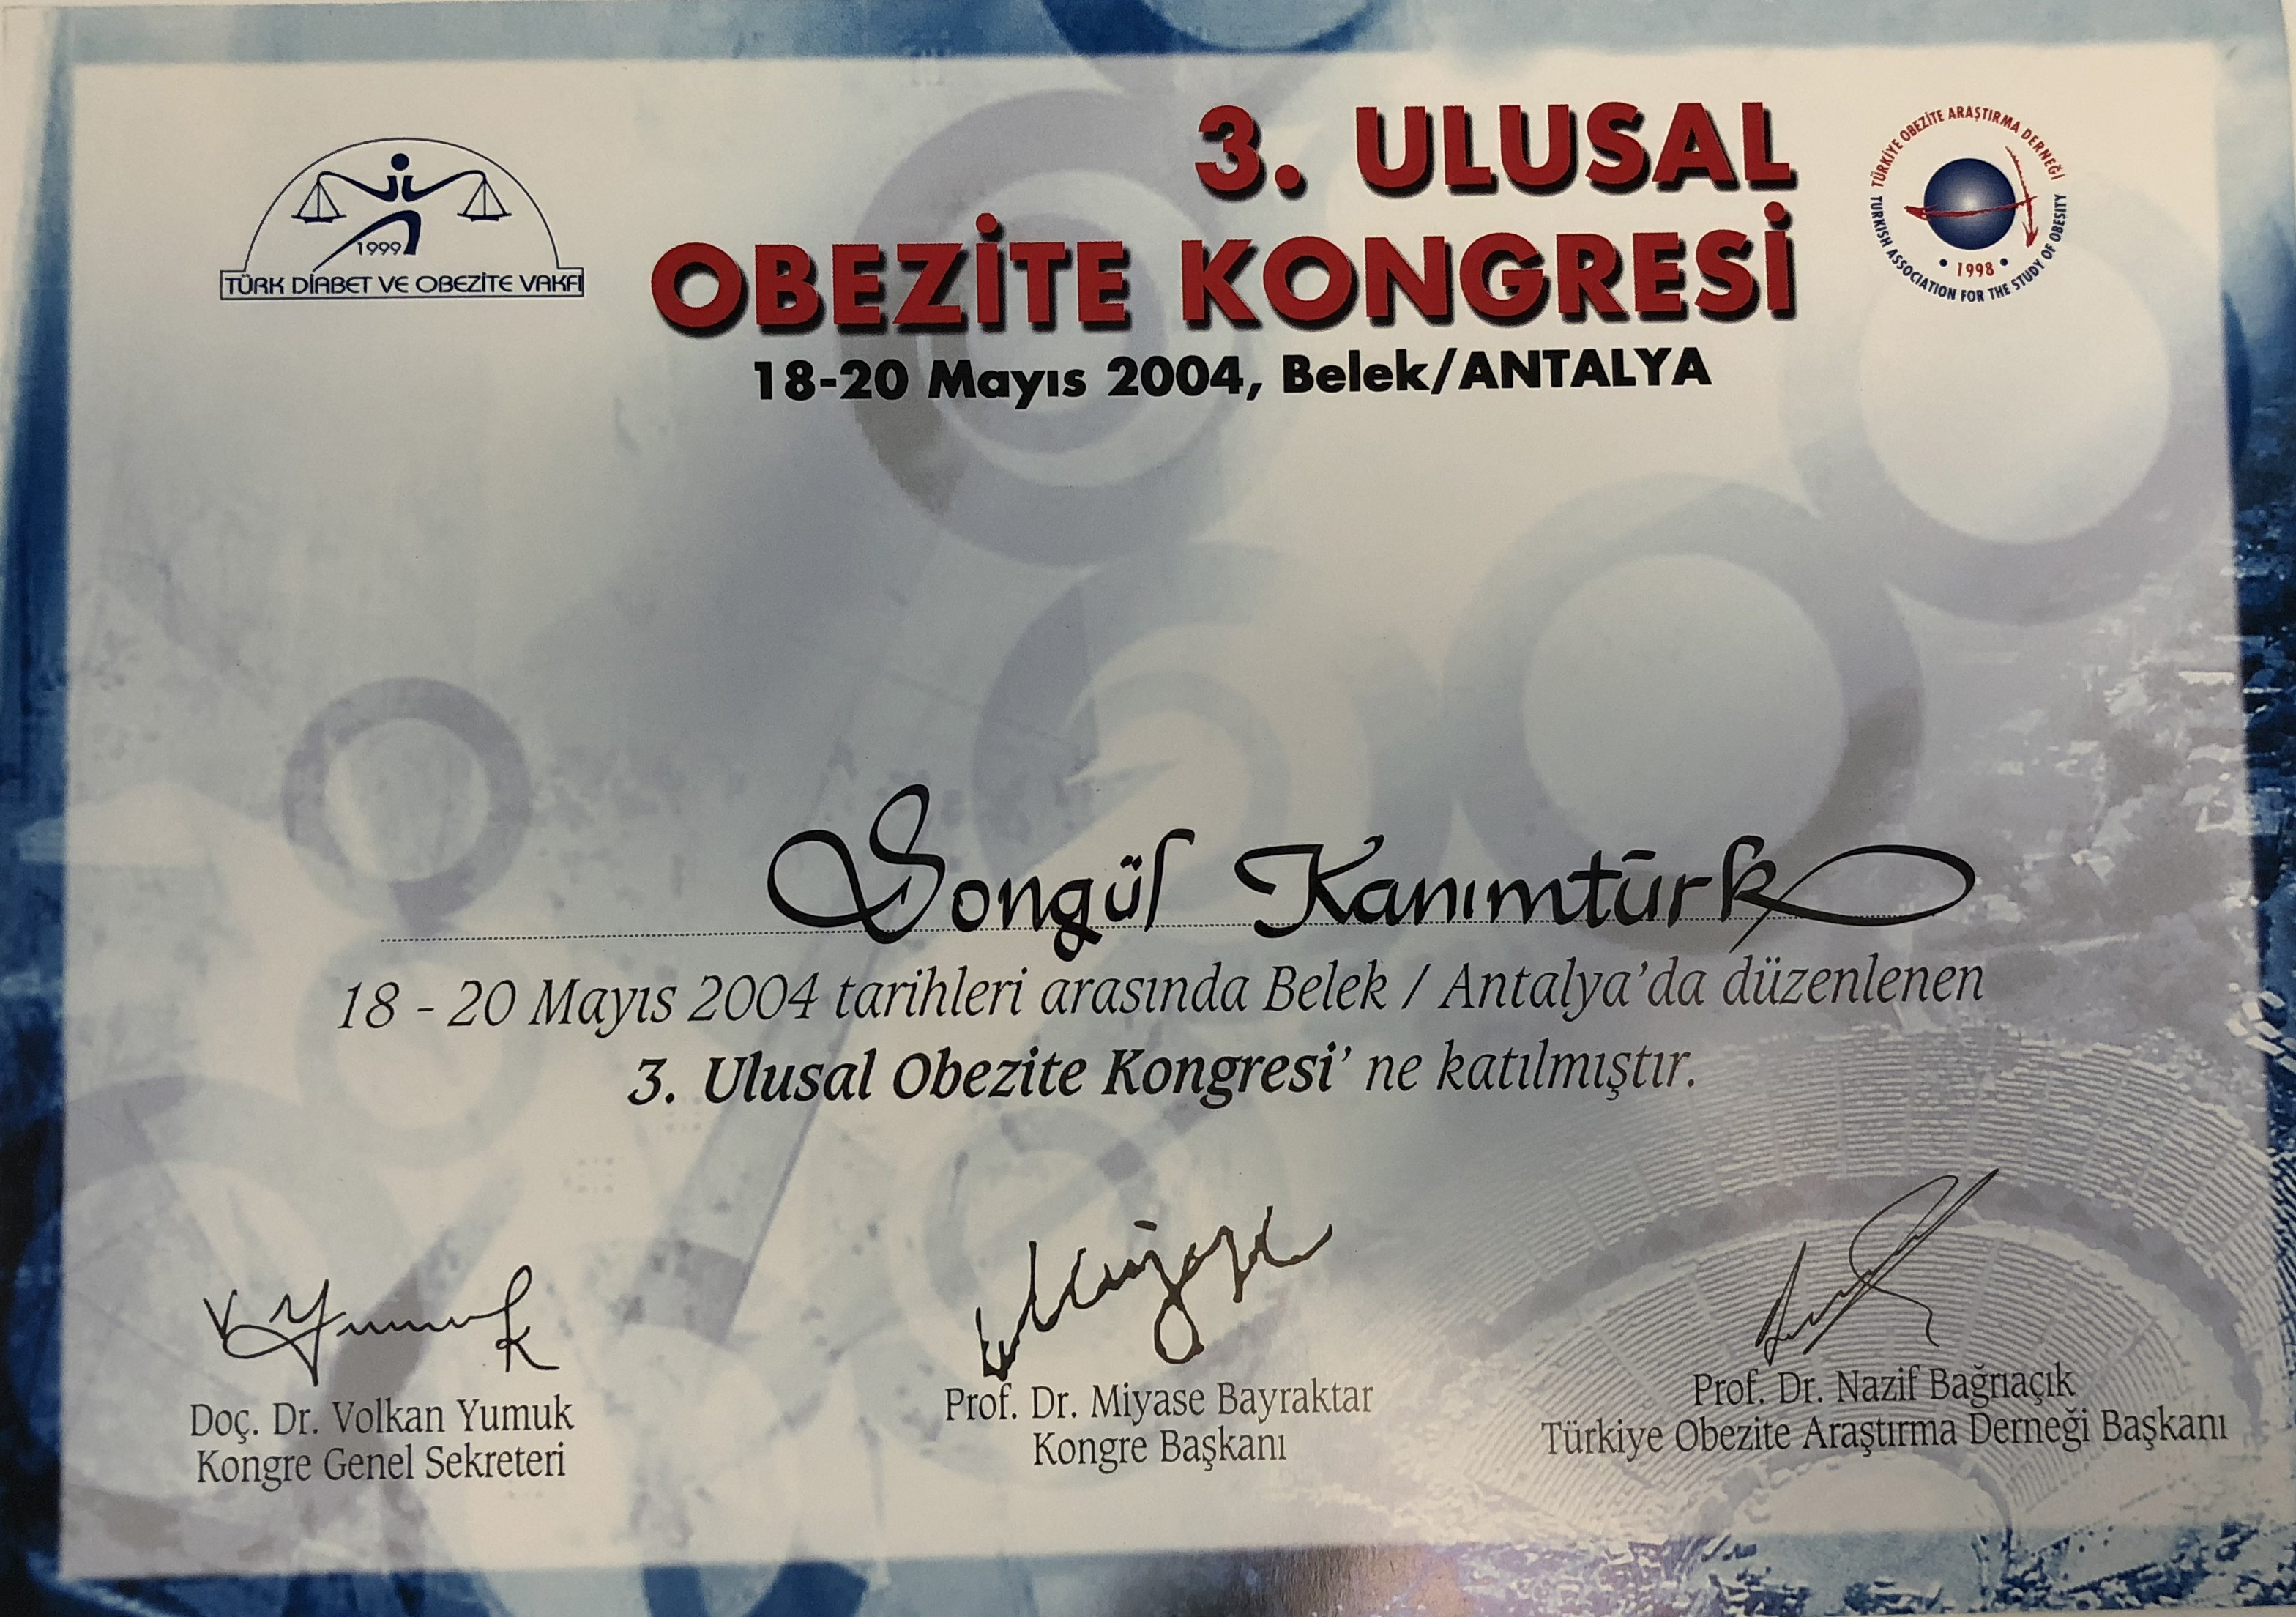 3. ULUSAL
OBEZİTE KONGRESİ
18-20 Mayıs 2004, Belek/ANTALYA
1999
TÜRK DİABET VE OBEZİTE VAKFI
TÜRKİYE OBEZİTE ARAŞTIRMA DERNEĞİ
TURKISH ASSOCIATION FOR THE STUDY OF OBESITY
• 1998 •
Songül Kanımtürk
18 - 20 Mayıs 2004 tarihleri arasında Belek / Antalya'da düzenlenen
3. Ulusal Obezite Kongresi' ne katılmıştır.
V Yumuk
Doç. Dr. Volkan Yumuk
Kongre Genel Sekreteri
Prof. Dr. Miyase Bayraktar
Kongre Başkanı
Prof. Dr. Nazif Bağrıaçık
Türkiye Obezite Araştırma Derneği Başkanı